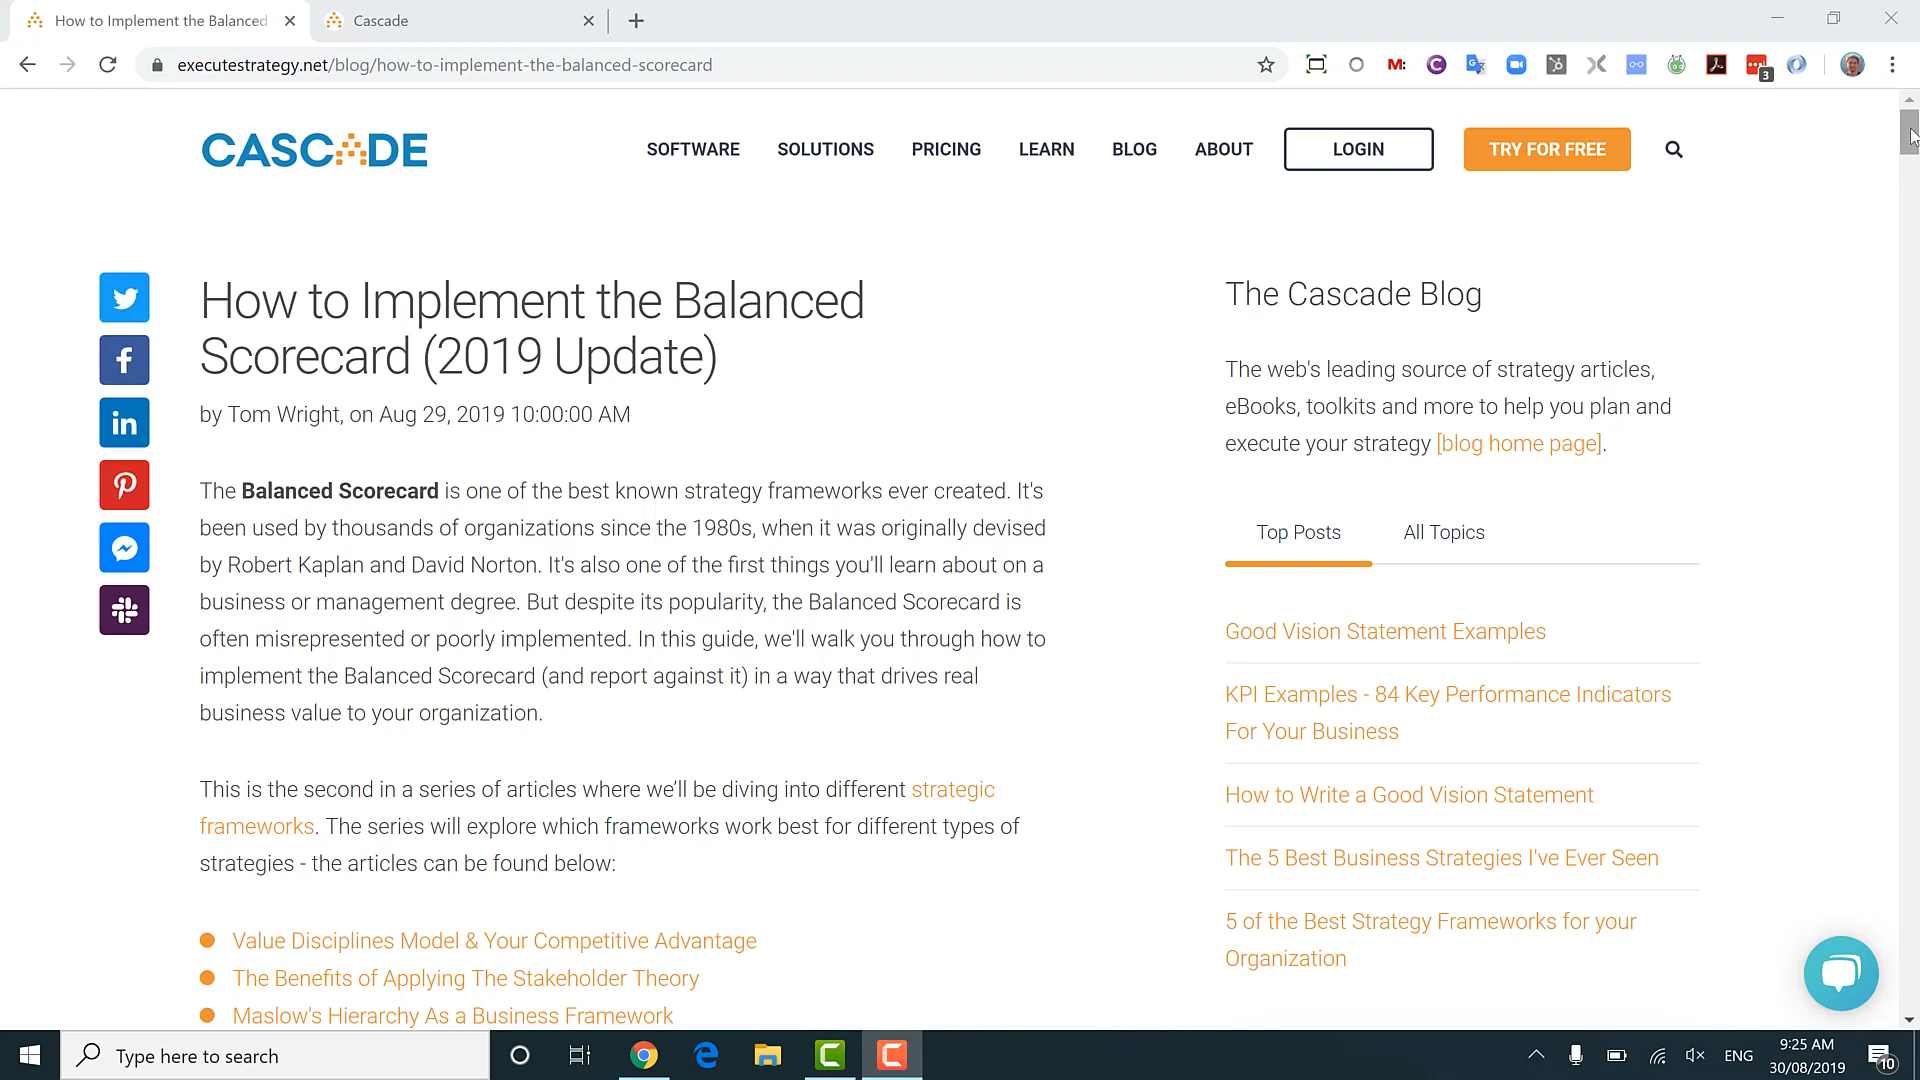 How to Implement the Balanced
Cascade
executestrategy.net/blog/how-to-implement-the-balanced-scorecard
M:
3
CASCADE
SOFTWARE
SOLUTIONS
PRICING
LEARN
BLOG
ABOUT
LOGIN
TRY FOR FREE
How to Implement the Balanced
Scorecard (2019 Update)
by Tom Wright, on Aug 29, 2019 10:00:00 AM
The Balanced Scorecard is one of the best known strategy frameworks ever created. It's
been used by thousands of organizations since the 1980s, when it was originally devised
by Robert Kaplan and David Norton. It's also one of the first things you'll learn about on a
business or management degree. But despite its popularity, the Balanced Scorecard is
often misrepresented or poorly implemented. In this guide, we'll walk you through how to
implement the Balanced Scorecard (and report against it) in a way that drives real
business value to your organization.
This is the second in a series of articles where we’ll be diving into different strategic
frameworks. The series will explore which frameworks work best for different types of
strategies - the articles can be found below:
Value Disciplines Model & Your Competitive Advantage
The Benefits of Applying The Stakeholder Theory
Maslow's Hierarchy As a Business Framework
The Cascade Blog
The web's leading source of strategy articles,
eBooks, toolkits and more to help you plan and
execute your strategy [blog home page].
Top Posts
All Topics
Good Vision Statement Examples
KPI Examples - 84 Key Performance Indicators
For Your Business
How to Write a Good Vision Statement
The 5 Best Business Strategies I've Ever Seen
5 of the Best Strategy Frameworks for your
Organization
Type here to search
ENG
9:25 AM
30/08/2019
10